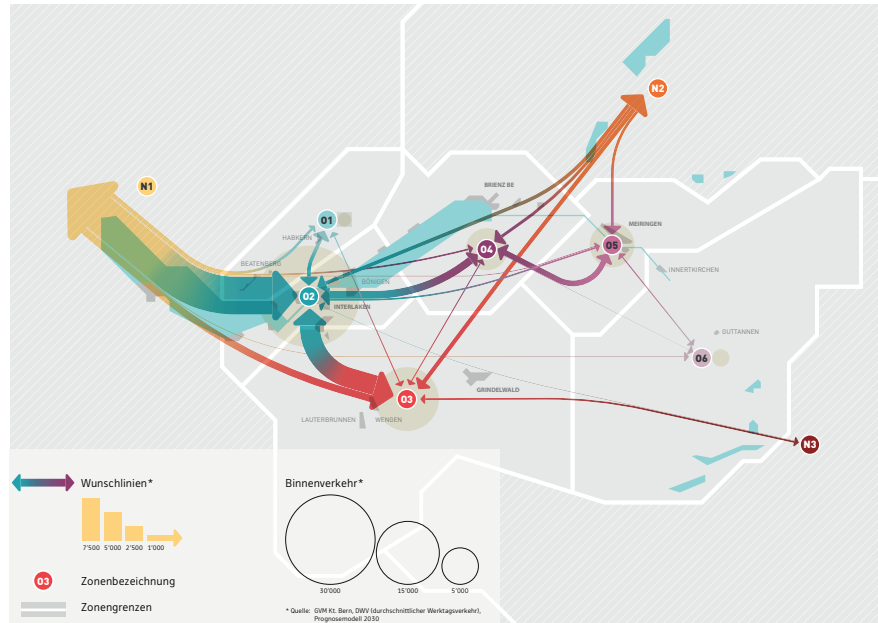 N2
N1
BRIENZ BE
01
MEIRINGEN
HABKERN
05
04
BEATENBERG
INNERTKIRCHEN
BÖNIGEN
02
INTERLAKEN
GUTTANNEN
06
GRINDELWALD
03
LAUTERBRUNNEN
WENGEN
N3
Wunschlinien*
7'500 5'000 2'500 1'000
03 Zonenbezeichnung
Zonengrenzen
Binnenverkehr*
30'000 15'000 5'000
* Quelle: GVM Kt. Bern, DWV (durchschnittlicher Werktagsverkehr),
Prognosemodell 2030